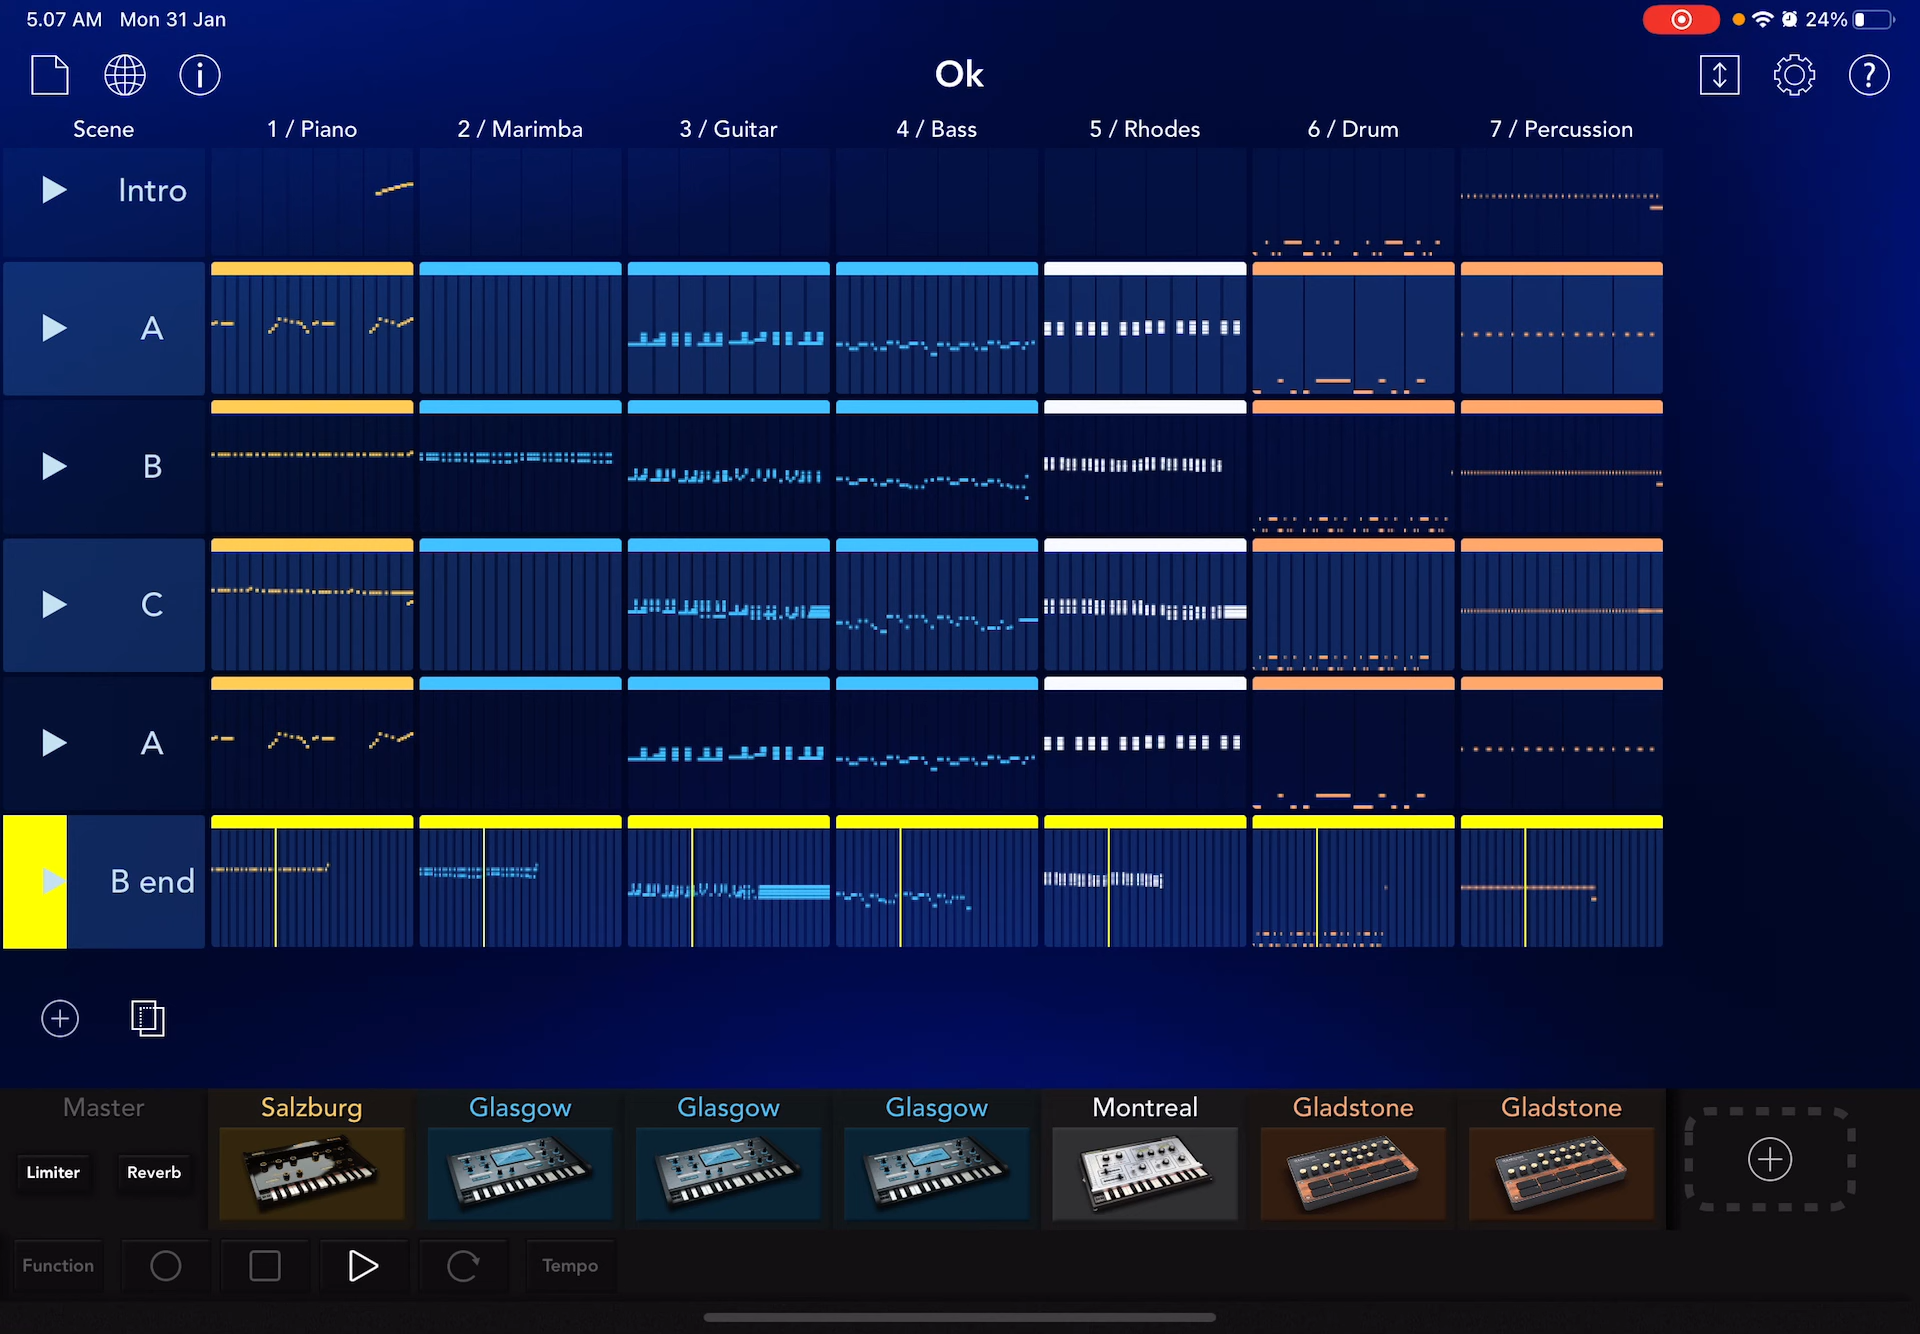 5.07 AM Mon 31 Jan 24%
Ok
Scene 1 / Piano 2 / Marimba 3 / Guitar 4 / Bass 5 / Rhodes 6 / Drum 7 / Percussion
Intro
A
B
C
A
B end
Master Salzburg Glasgow Glasgow Glasgow Montreal Gladstone Gladstone
Limiter Reverb
Function Tempo